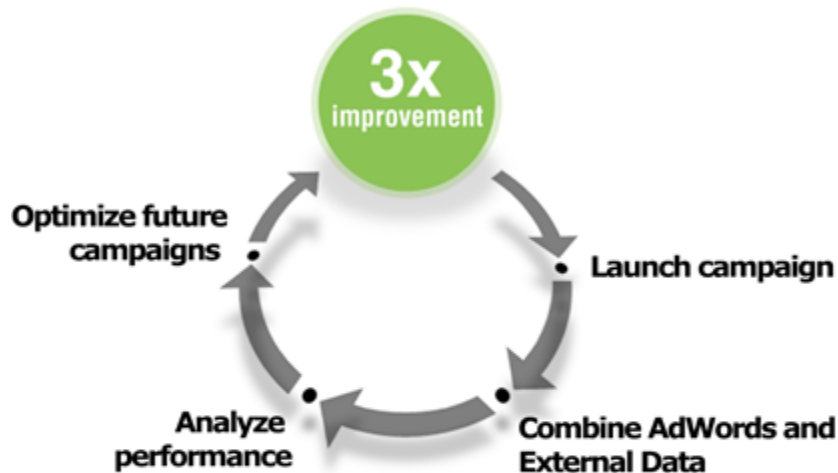 3x
improvement
Launch campaign
Combine AdWords and
External Data
Analyze
performance
Optimize future
campaigns